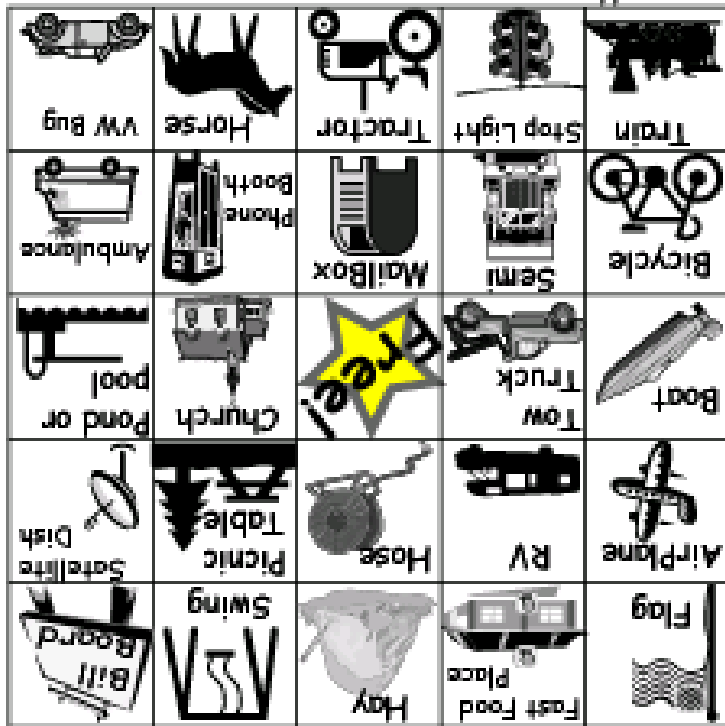 Flag
Fast Food
Place
Hay
Swing
Bill
Board
AirPlane
RV
Hose
Picnic
Table
Satellite
Dish
Boat
Tow
Truck
Free!
Church
Pond or
pool
Bicycle
Semi
MailBox
Phone
Booth
Ambulance
Train
Stop Light
Tractor
Horse
VW Bug